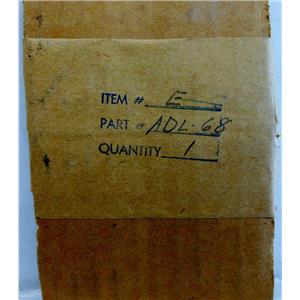 ITEM # E
PART # ADL-68
QUANTITY 1